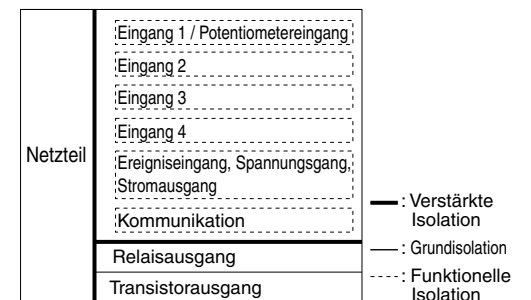 Netzteil
Eingang 1 / Potentiometereingang
Eingang 2
Eingang 3
Eingang 4
Ereigniseingang, Spannungsgang,
Stromausgang
Kommunikation
Relaisausgang
Transistorausgang
: Verstärkte
Isolation
: Grundisolation
: Funktionelle
Isolation